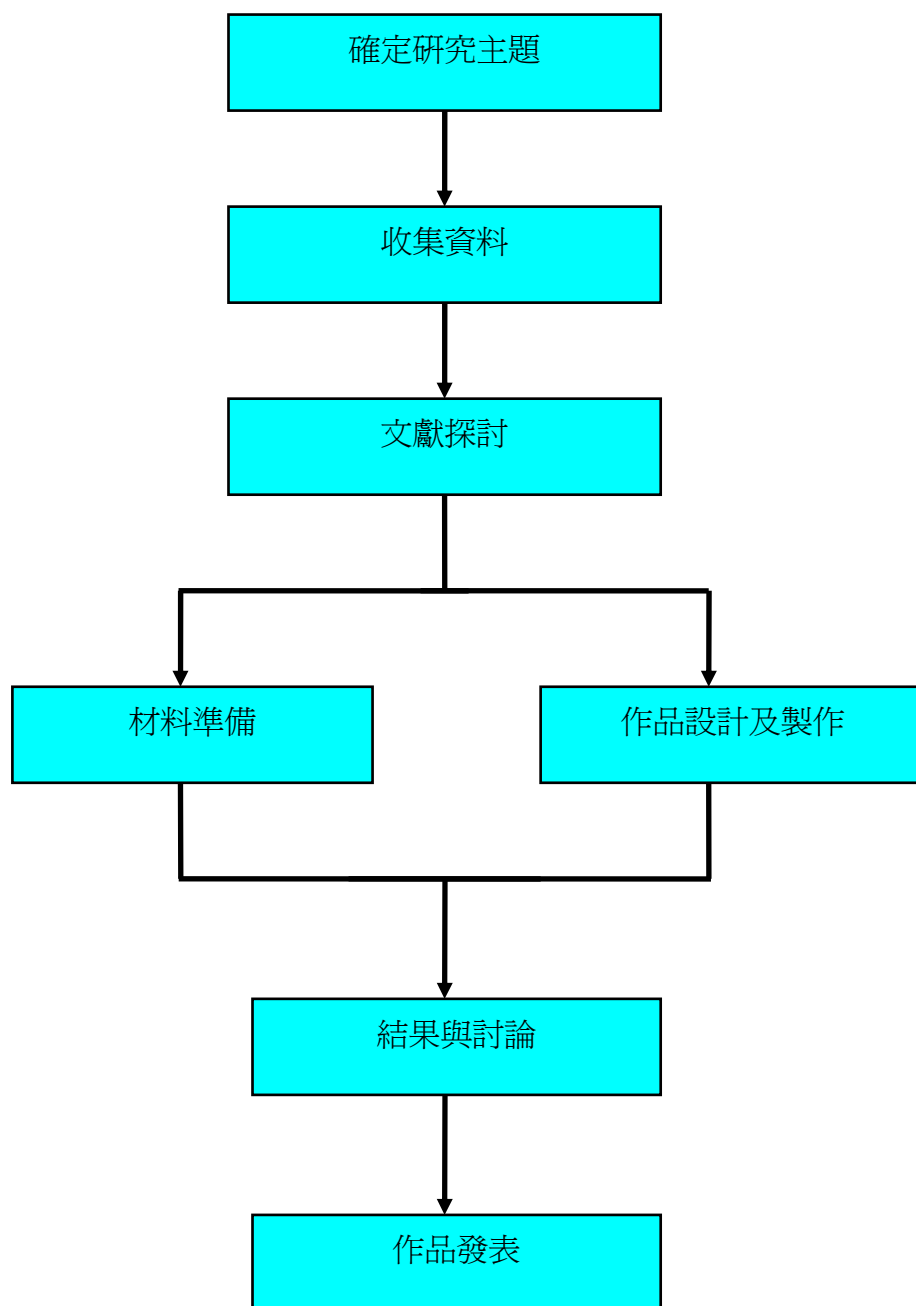 確定研究主題
收集資料
文獻探討
材料準備
作品設計及製作
結果與討論
作品發表